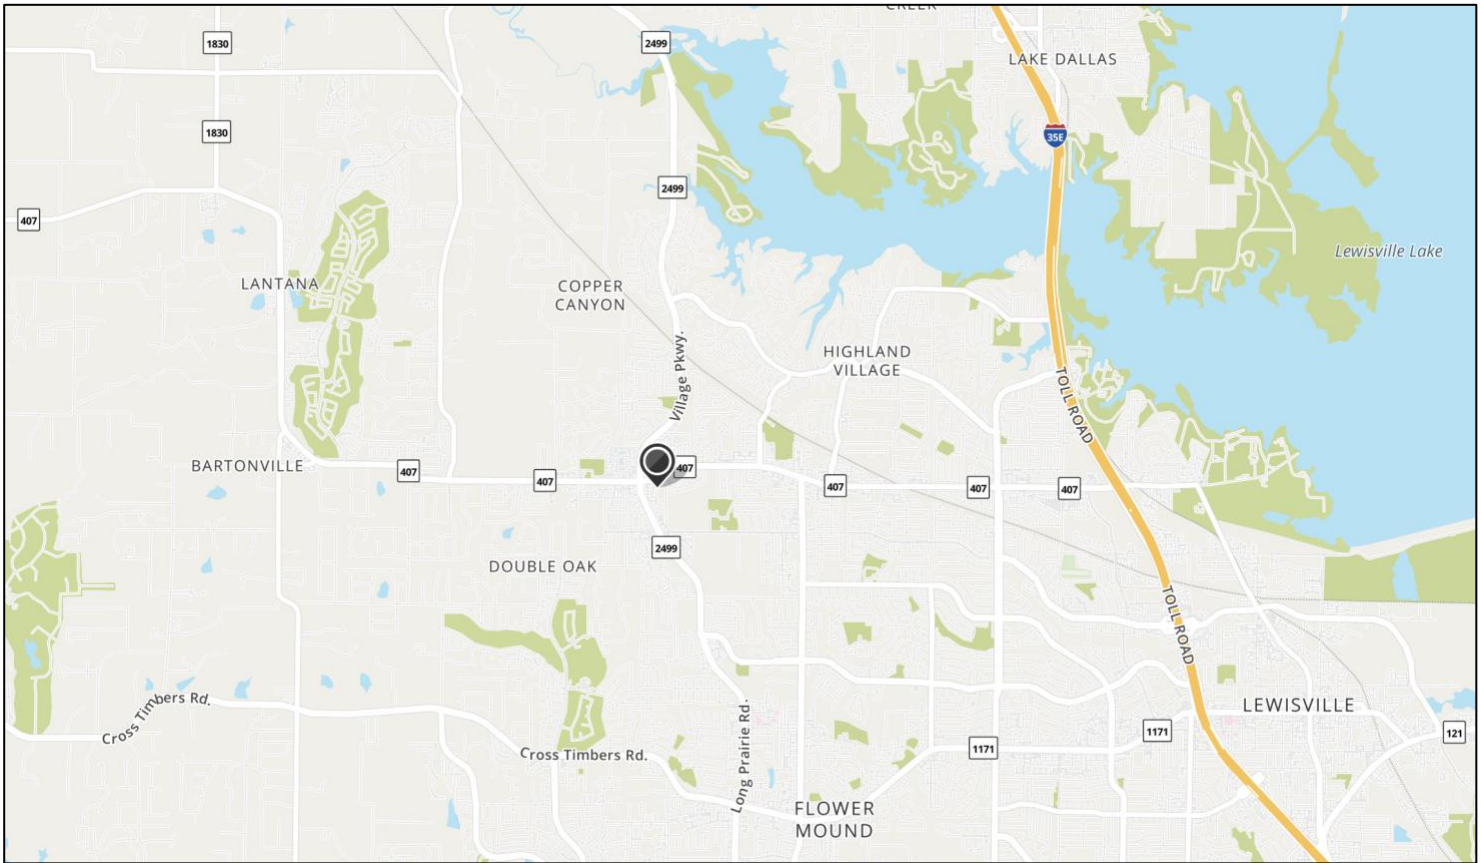 CREEK
1830
2499
LAKE DALLAS
1830
35E
2499
407
Lewisville Lake
LANTANA
COPPER
CANYON
Village Pkwy.
HIGHLAND
VILLAGE
TOLL ROAD
BARTONVILLE
407
407
407
407
407
407
2499
DOUBLE OAK
TOLL ROAD
Cross Timbers Rd.
LEWISVILLE
Long Prairie Rd.
1171
121
1171
Cross Timbers Rd.
FLOWER
MOUND